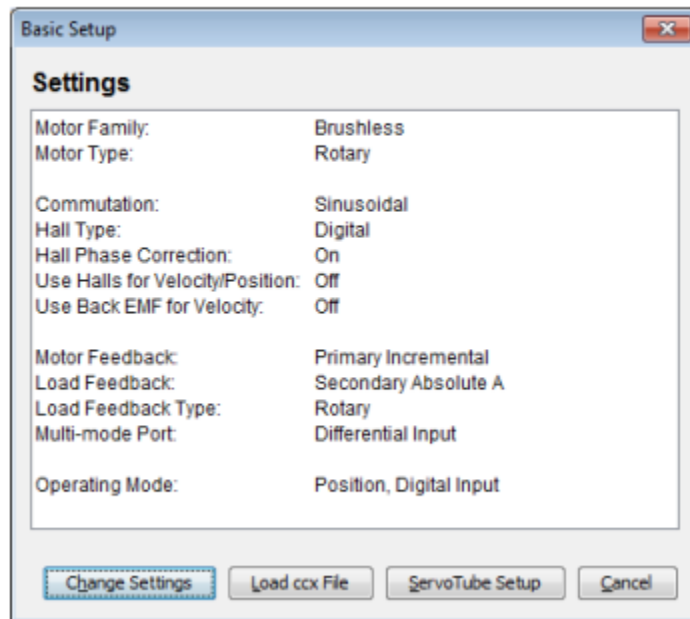 Basic Setup
Settings
Motor Family: Brushless
Motor Type: Rotary
Commutation: Sinusoidal
Hall Type: Digital
Hall Phase Correction: On
Use Halls for Velocity/Position: Off
Use Back EMF for Velocity: Off
Motor Feedback: Primary Incremental
Load Feedback: Secondary Absolute A
Load Feedback Type: Rotary
Multi-mode Port: Differential Input
Operating Mode: Position, Digital Input
Change Settings Load ccx File ServoTube Setup Cancel